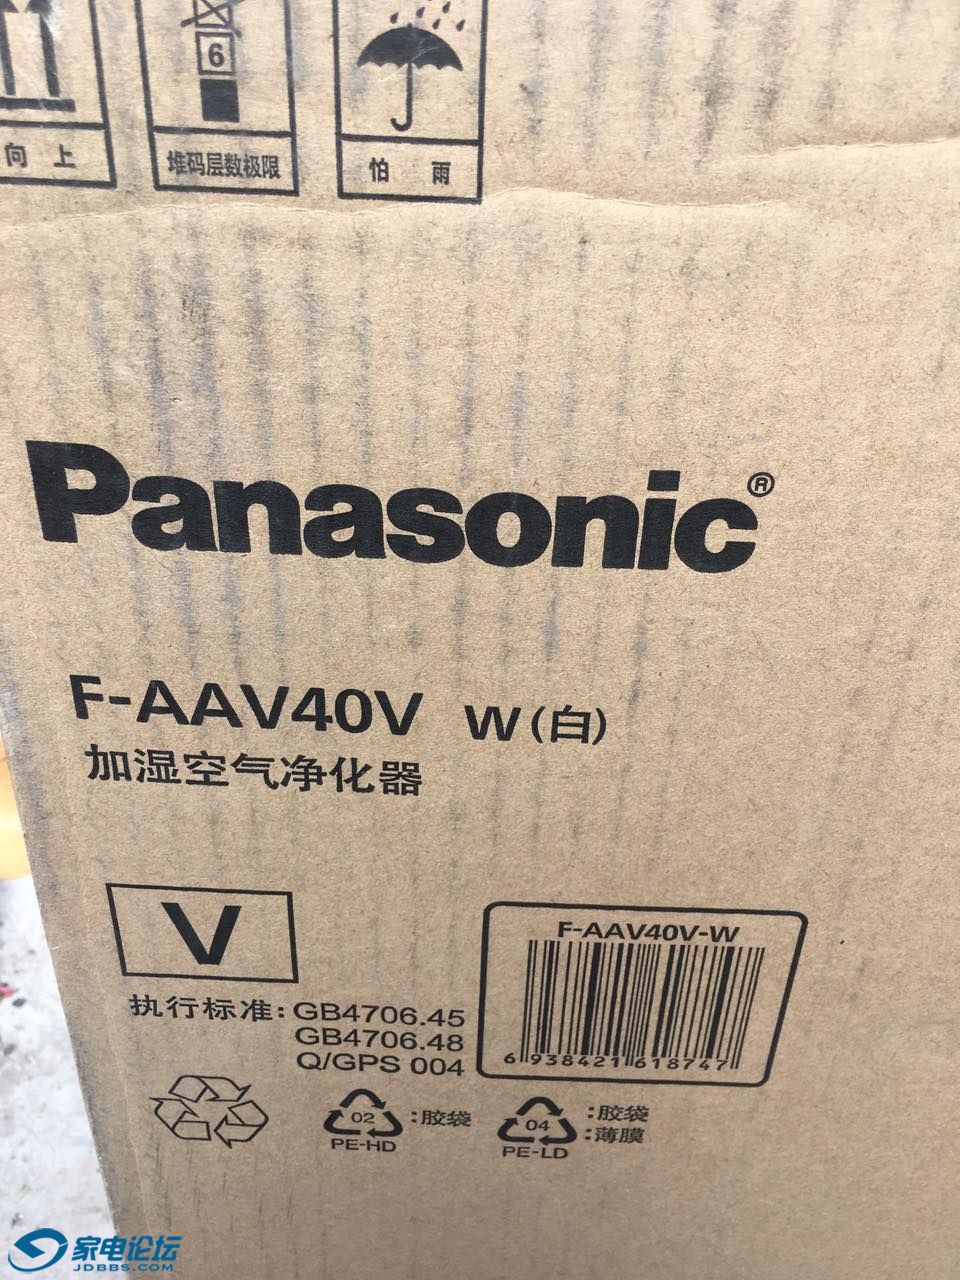 6
向上
堆码层数极限
怕雨
Panasonic®
F-AAV40V W(白)
加湿空气净化器
V
F-AAV40V-W
6 938421 618747
执行标准:GB4706.45
GB4706.48
Q/GPS 004
02 :胶袋
PE-HD
04 :胶袋
:薄膜
PE-LD
家电论坛
JDBBS.COM